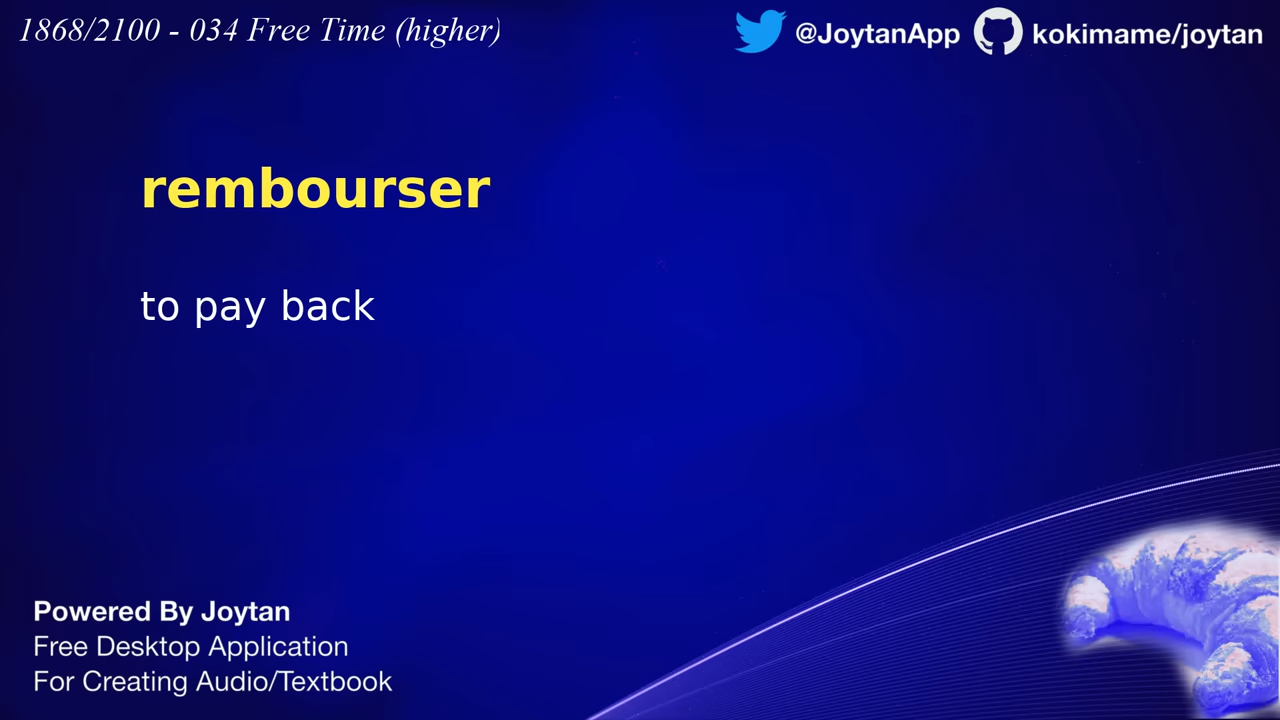 1868/2100 - 034 Free Time (higher)
@JoytanApp kokimame/joytan
rembourser
to pay back
Powered By Joytan
Free Desktop Application
For Creating Audio/Textbook